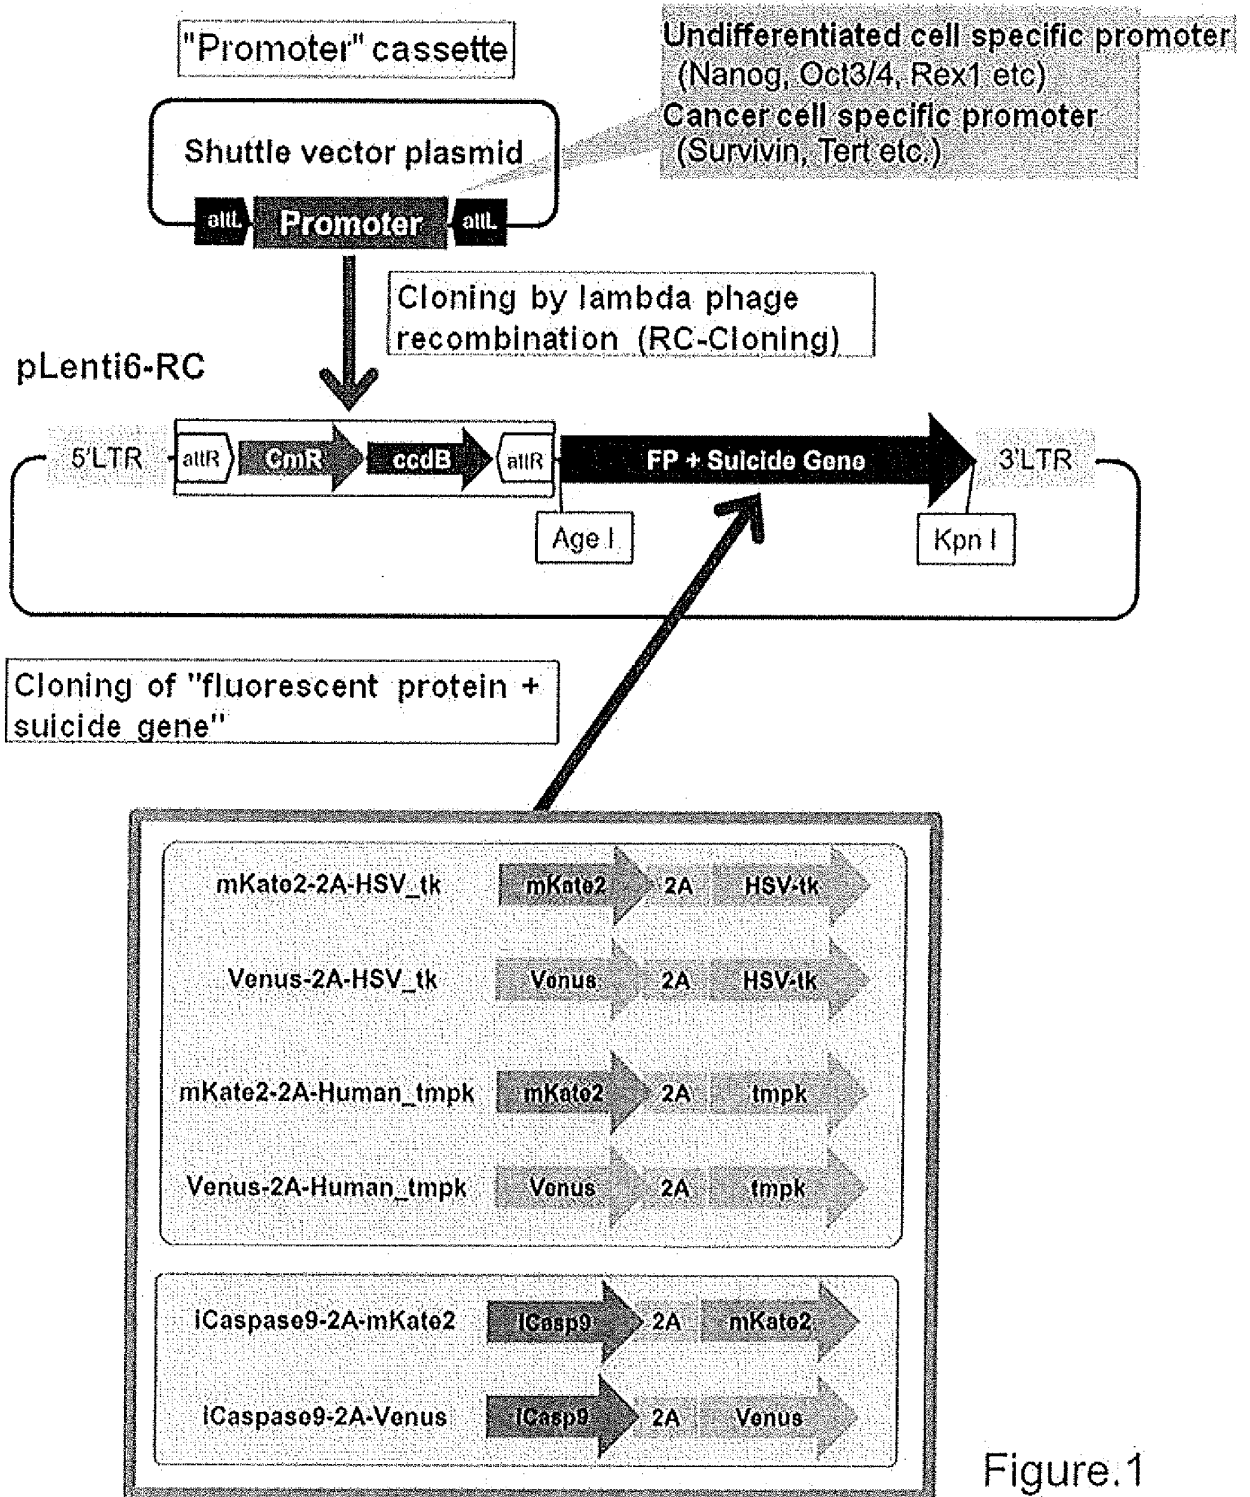 "Promoter" cassette
Undifferentiated cell specific promoter
(Nanog, Oct3/4, Rex1 etc)
Cancer cell specific promoter
(Survivin, Tert etc.)
Shuttle vector plasmid
attL
Promoter
attL
Cloning by lambda phage
recombination (RC-Cloning)
pLenti6-RC
5'LTR
attR
CmR
ccdB
attR
FP + Suicide Gene
3'LTR
Age I
Kpn I
Cloning of "fluorescent protein +
suicide gene"
mKate2-2A-HSV_tk
mKate2
2A
HSV-tk
Venus-2A-HSV_tk
Venus
2A
HSV-tk
mKate2-2A-Human_tmpk
mKate2
2A
tmpk
Venus-2A-Human_tmpk
Venus
2A
tmpk
iCaspase9-2A-mKate2
iCasp9
2A
mKate2
iCaspase9-2A-Venus
iCasp9
2A
Venus
Figure.1